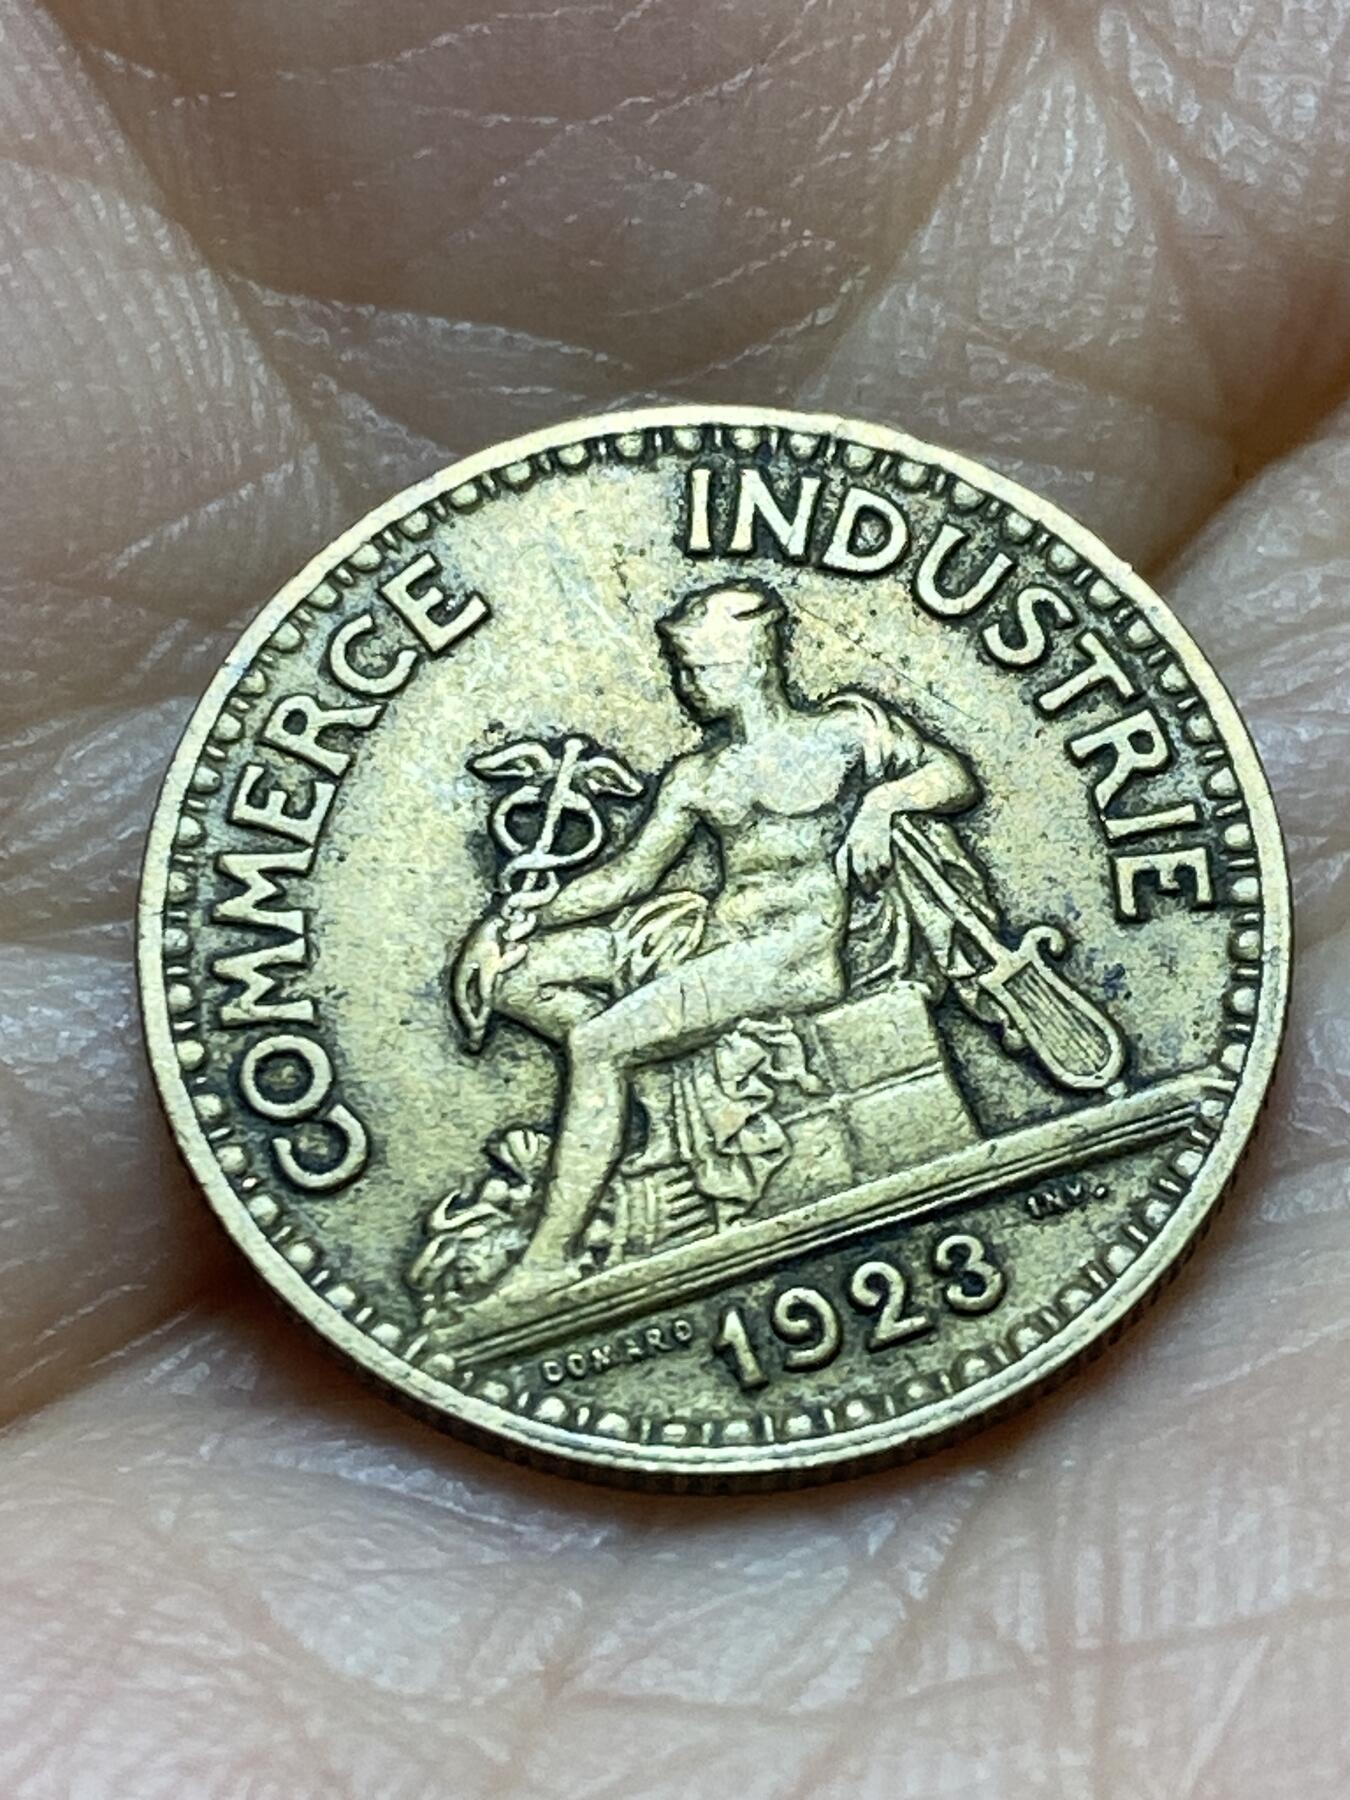 COMMERCE INDUSTRIE
DOMARD INV.
1923